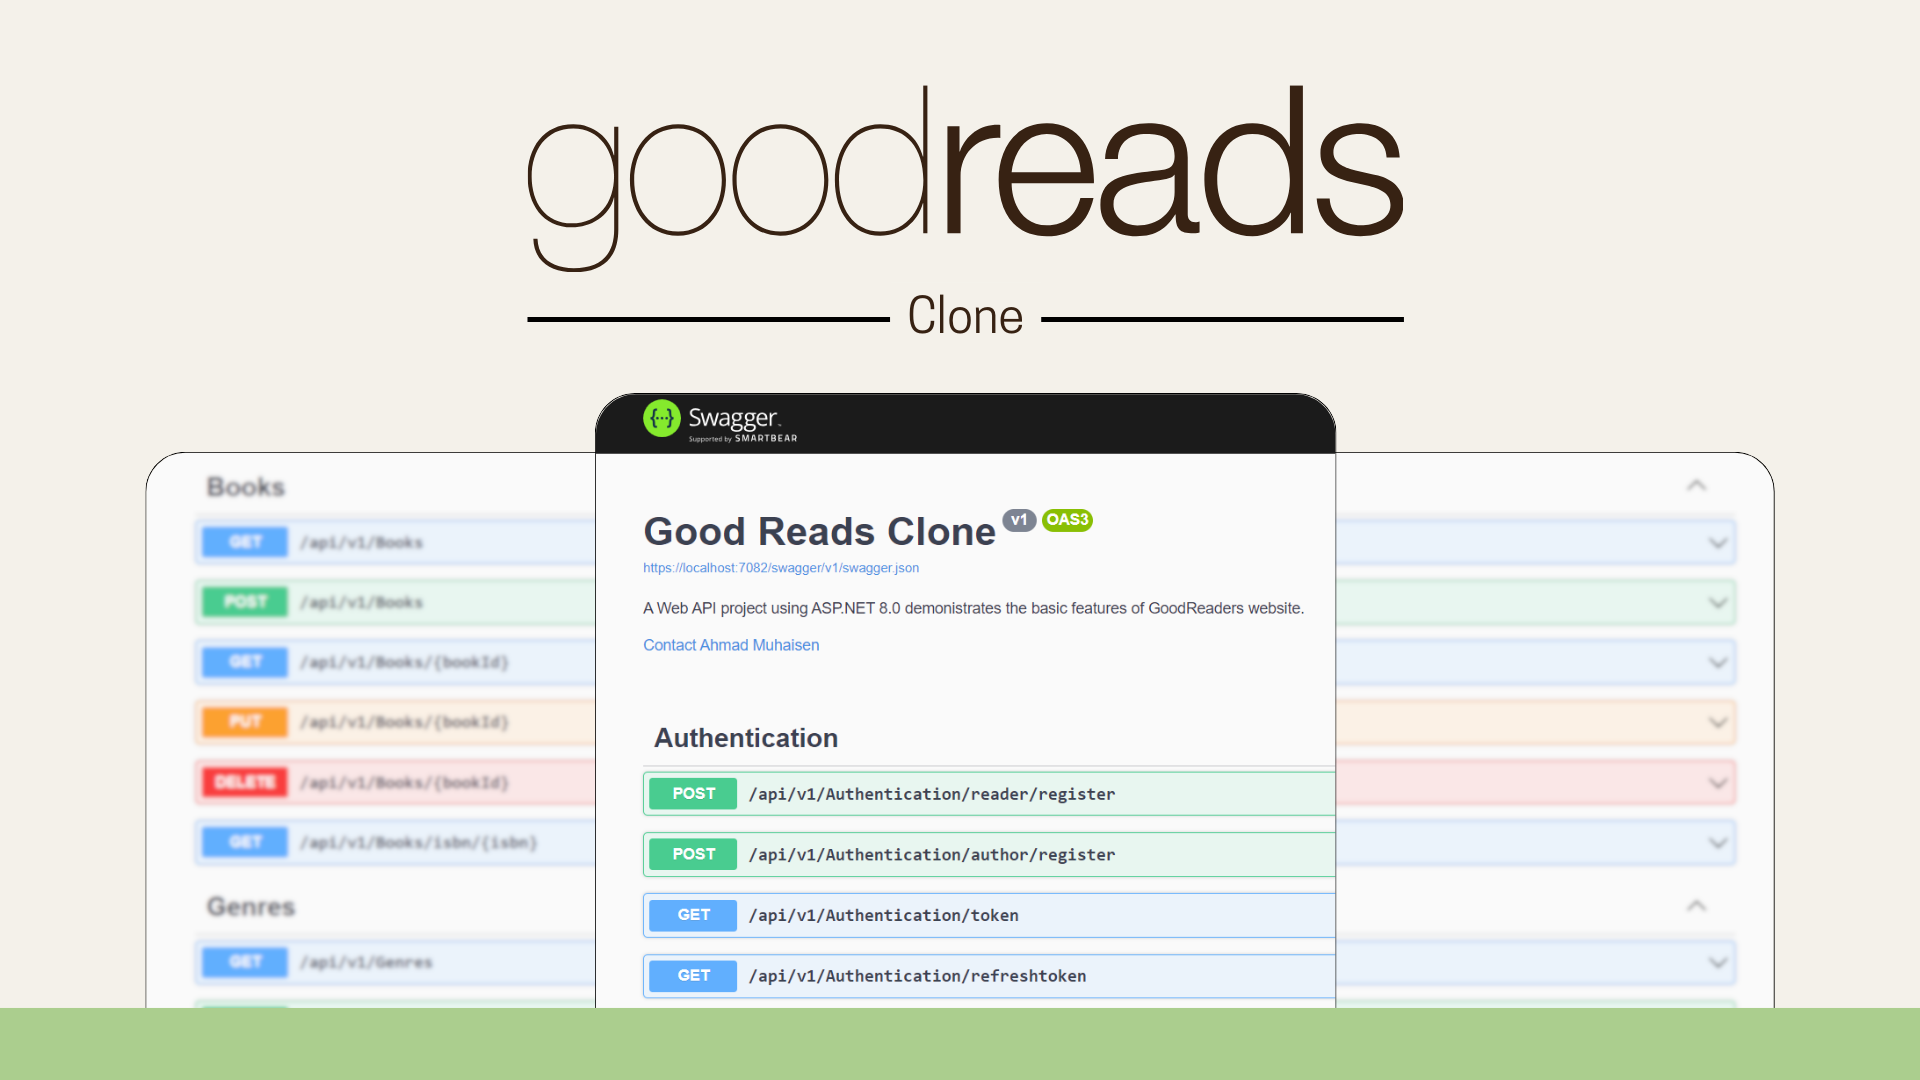 goodreads
Clone
Swagger
Supported by SMARTBEAR
Good Reads Clone v1 OAS3
https://localhost:7082/swagger/v1/swagger.json
A Web API project using ASP.NET 8.0 demonistrates the basic features of GoodReaders website.
Contact Ahmad Muhaisen
Authentication
POST /api/v1/Authentication/reader/register
POST /api/v1/Authentication/author/register
GET /api/v1/Authentication/token
GET /api/v1/Authentication/refreshtoken
Books
GET /api/v1/Books
POST /api/v1/Books
GET /api/v1/Books/{bookId}
PUT /api/v1/Books/{bookId}
DELETE /api/v1/Books/{bookId}
GET /api/v1/Books/isbn/{isbn}
Genres
GET /api/v1/Genres